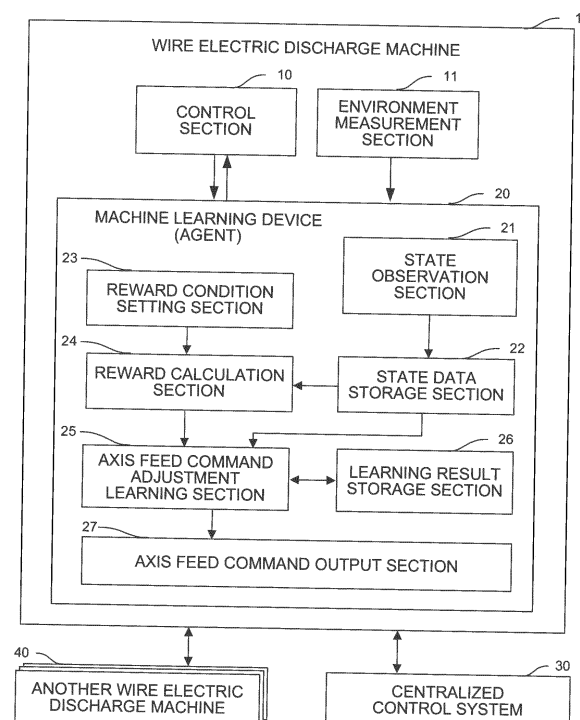 1
WIRE ELECTRIC DISCHARGE MACHINE
10
CONTROL
SECTION
11
ENVIRONMENT
MEASUREMENT
SECTION
20
MACHINE LEARNING DEVICE
(AGENT)
21
STATE
OBSERVATION
SECTION
23
REWARD CONDITION
SETTING SECTION
24
REWARD CALCULATION
SECTION
22
STATE DATA
STORAGE SECTION
25
AXIS FEED COMMAND
ADJUSTMENT
LEARNING SECTION
26
LEARNING RESULT
STORAGE SECTION
27
AXIS FEED COMMAND OUTPUT SECTION
40
ANOTHER WIRE ELECTRIC
DISCHARGE MACHINE
30
CENTRALIZED
CONTROL SYSTEM